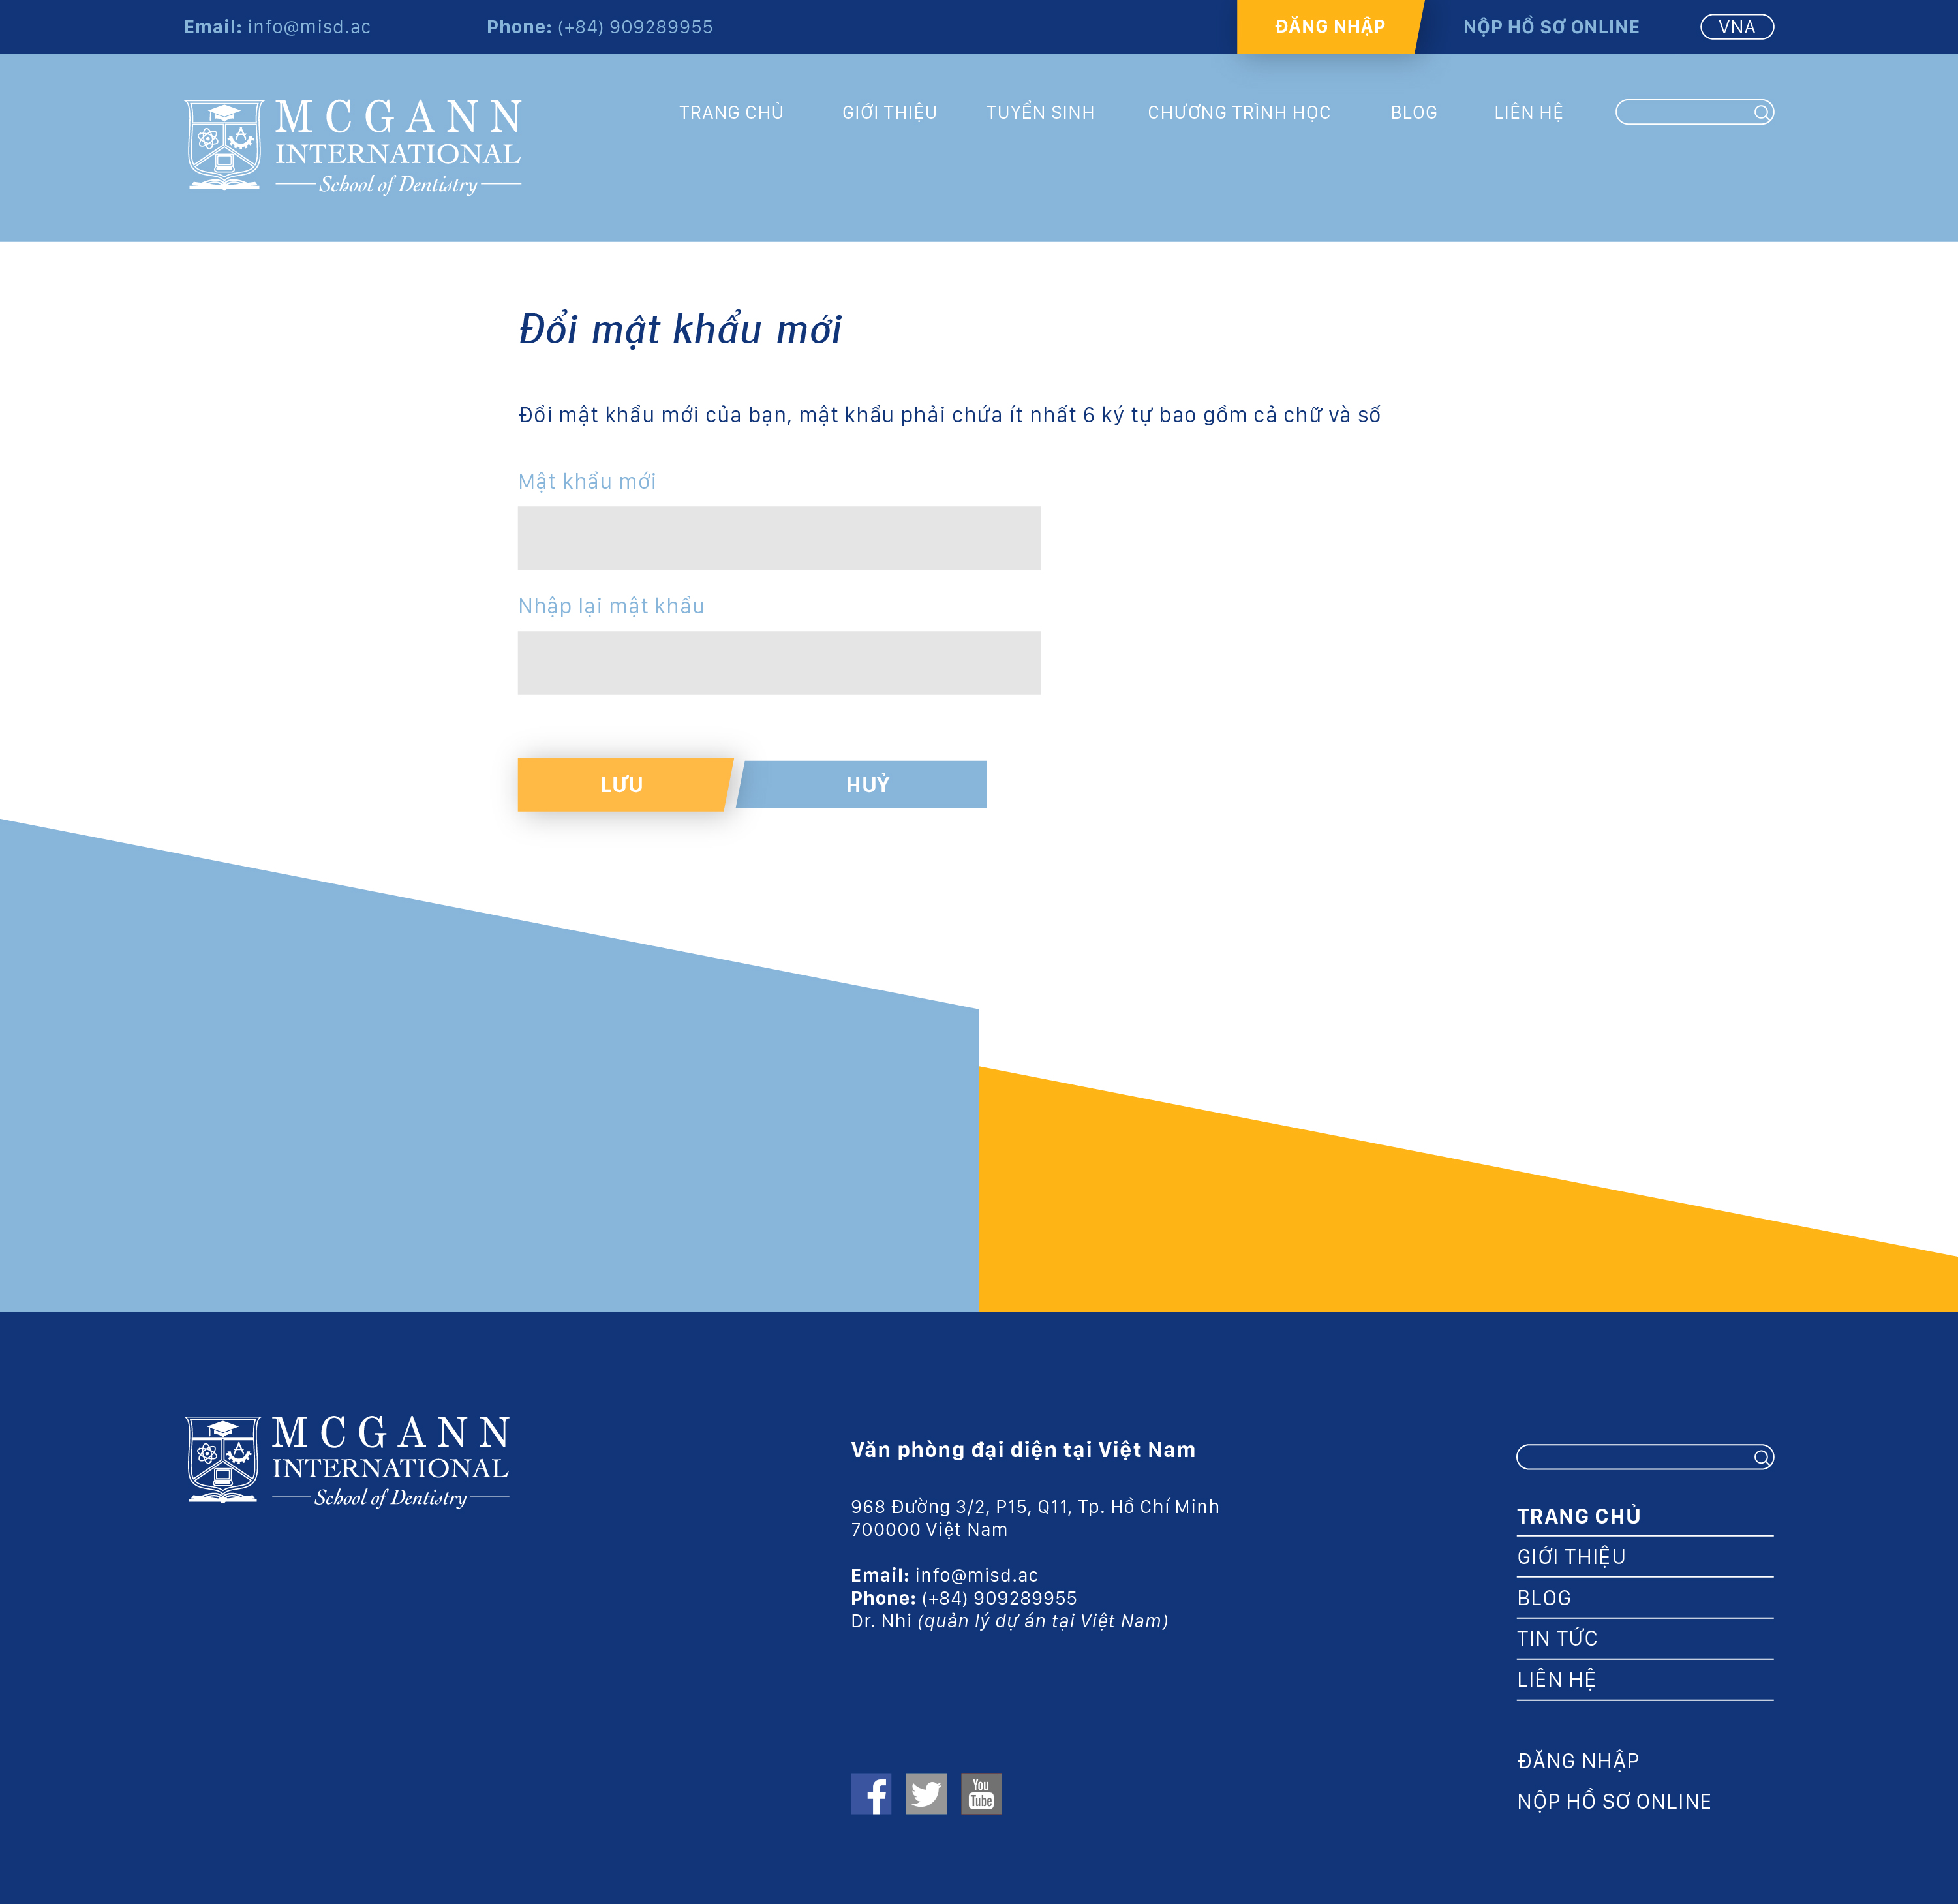 Email: info@misd.ac
Phone: (+84) 909289955
ĐĂNG NHẬP
NỘP HỒ SƠ ONLINE
VNA
MCGANN
INTERNATIONAL
School of Dentistry
TRANG CHỦ
GIỚI THIỆU
TUYỂN SINH
CHƯƠNG TRÌNH HỌC
BLOG
LIÊN HỆ
Đổi mật khẩu mới
Đổi mật khẩu mới của bạn, mật khẩu phải chứa ít nhất 6 ký tự bao gồm cả chữ và số
Mật khẩu mới
Nhập lại mật khẩu
LƯU
HUỶ
MCGANN
INTERNATIONAL
School of Dentistry
Văn phòng đại diện tại Việt Nam
968 Đường 3/2, P15, Q11, Tp. Hồ Chí Minh
700000 Việt Nam
Email: info@misd.ac
Phone: (+84) 909289955
Dr. Nhi (quản lý dự án tại Việt Nam)
You
Tube
TRANG CHỦ
GIỚI THIỆU
BLOG
TIN TỨC
LIÊN HỆ
ĐĂNG NHẬP
NỘP HỒ SƠ ONLINE